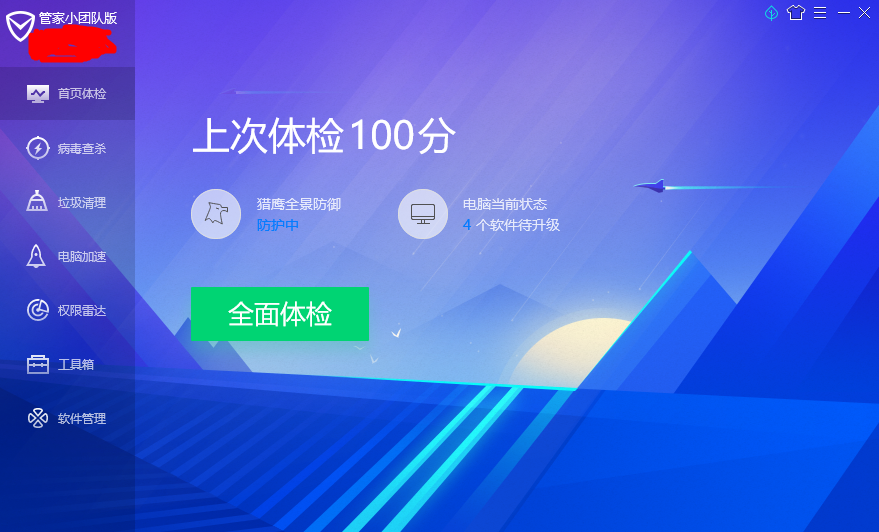 管家小团队版
首页体检
病毒查杀
垃圾清理
电脑加速
权限雷达
工具箱
软件管理
上次体检100分
猎鹰全景防御
防护中
电脑当前状态
4 个软件待升级
全面体检